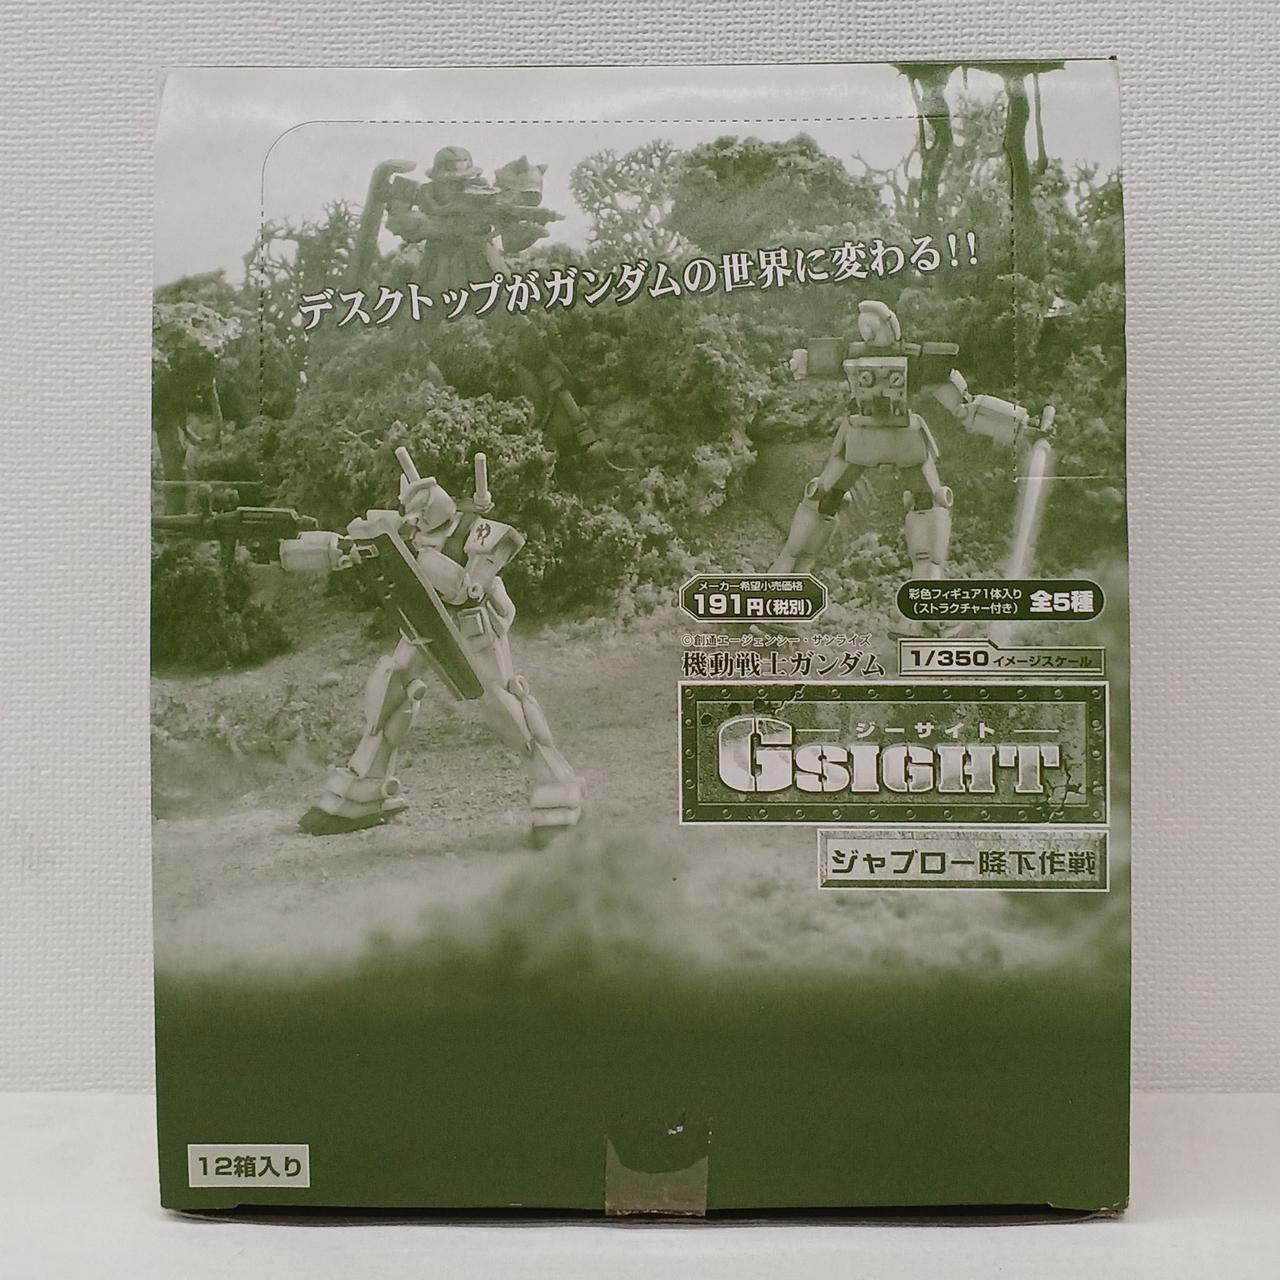 デスクトップがガンダムの世界に変わる!!
メーカー希望小売価格
191円(税別)
彩色フィギュア1体入り
(ストラクチャー付き)
全5種
©創通エージェンシー・サンライズ
機動戦士ガンダム
1/350 イメージスケール
ジーサイト
GSIGHT
ジャブロー降下作戦
12箱入り